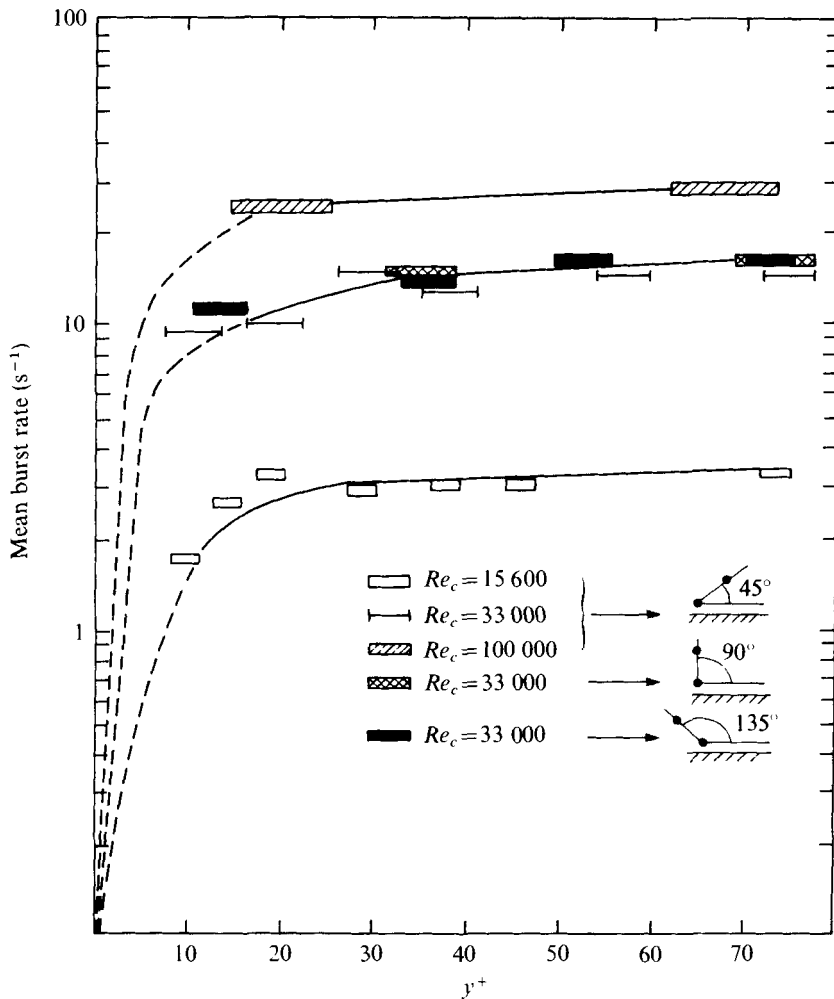 100
10
1
Mean burst rate (s⁻¹)
Re_c = 15 600
Re_c = 33 000
Re_c = 100 000
Re_c = 33 000
Re_c = 33 000
45°
90°
135°
10 20 30 40 50 60 70
y⁺